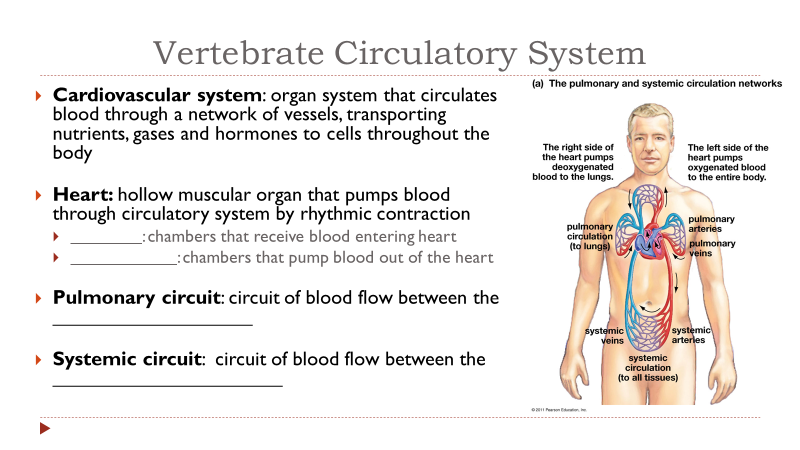 Vertebrate Circulatory System
Cardiovascular system: organ system that circulates
blood through a network of vessels, transporting
nutrients, gases and hormones to cells throughout the
body
Heart: hollow muscular organ that pumps blood
through circulatory system by rhythmic contraction
________: chambers that receive blood entering heart
____________: chambers that pump blood out of the heart
Pulmonary circuit: circuit of blood flow between the
____________________
Systemic circuit: circuit of blood flow between the
_______________________
(a) The pulmonary and systemic circulation networks
The right side of
the heart pumps
deoxygenated
blood to the lungs.
The left side of the
heart pumps
oxygenated blood
to the entire body.
pulmonary
circulation
(to lungs)
pulmonary
arteries
pulmonary
veins
systemic
veins
systemic
arteries
systemic
circulation
(to all tissues)
© 2011 Pearson Education, Inc.